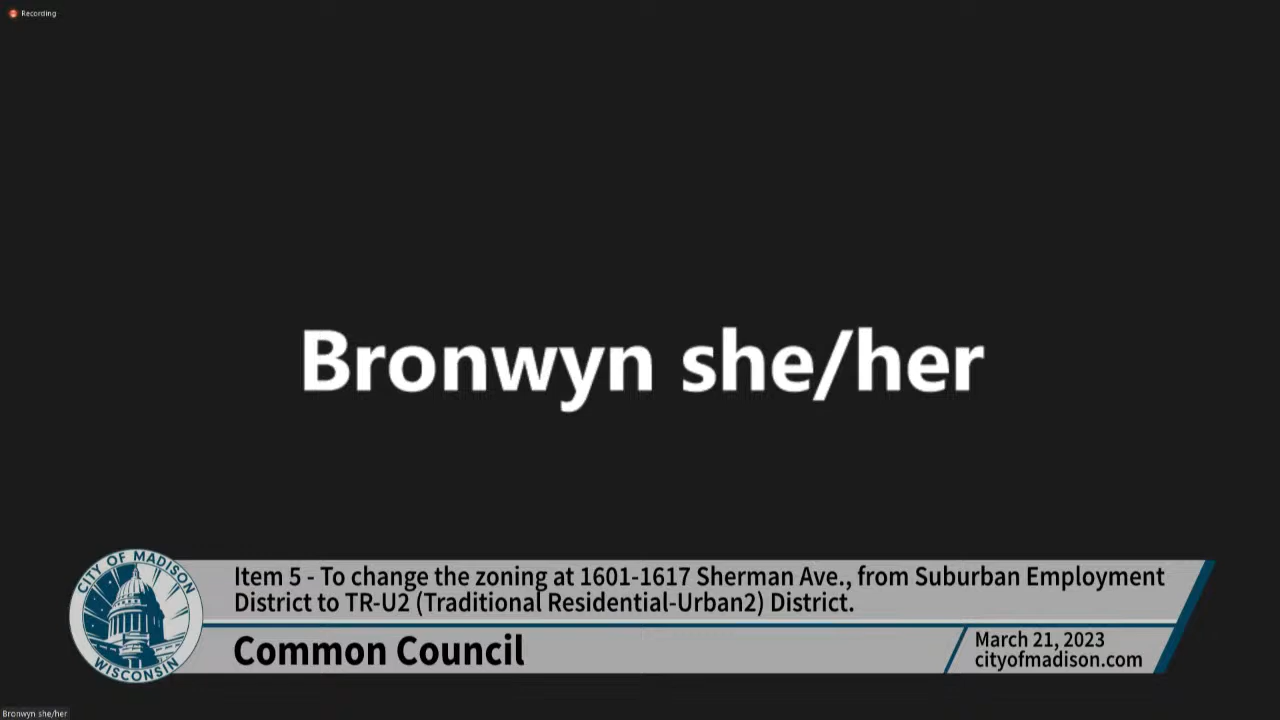 Recording
Bronwyn she/her
CITY OF MADISON
WISCONSIN
Item 5 - To change the zoning at 1601-1617 Sherman Ave., from Suburban Employment
District to TR-U2 (Traditional Residential-Urban2) District.
Common Council
March 21, 2023
cityofmadison.com
Bronwyn she/her